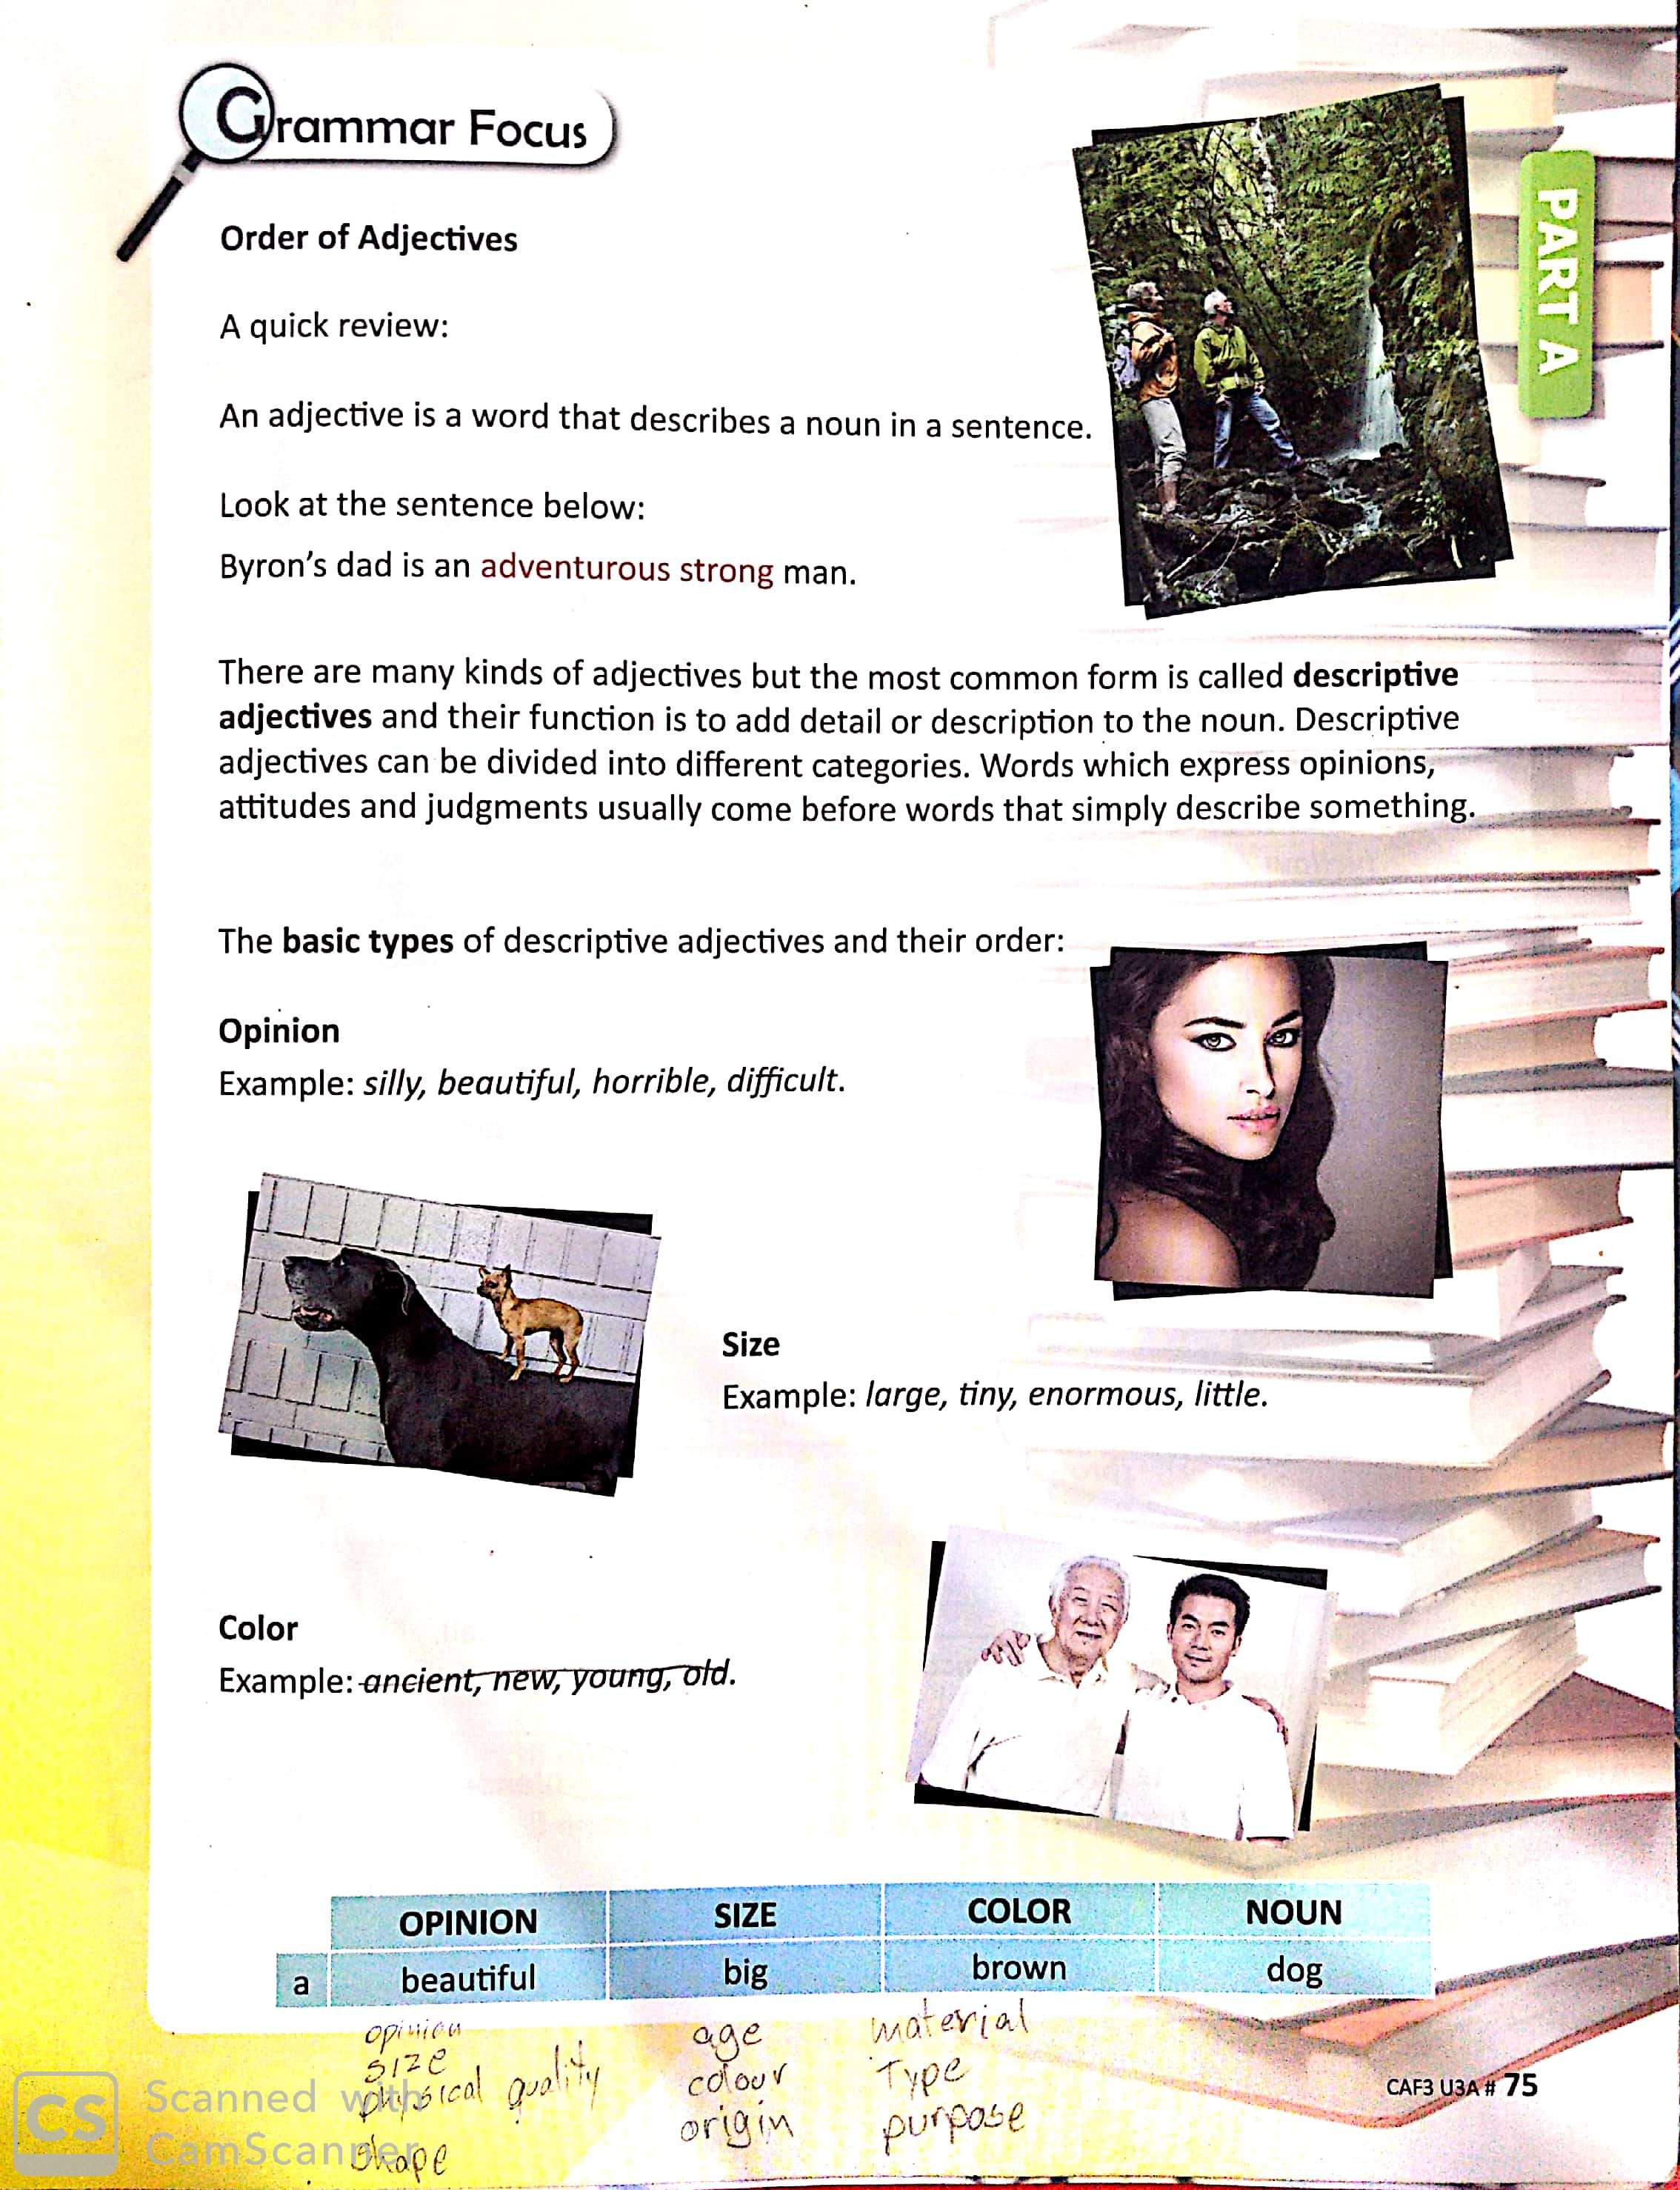 Grammar Focus
PART A
Order of Adjectives
A quick review:
An adjective is a word that describes a noun in a sentence.
Look at the sentence below:
Byron's dad is an adventurous strong man.
There are many kinds of adjectives but the most common form is called descriptive
adjectives and their function is to add detail or description to the noun. Descriptive
adjectives can be divided into different categories. Words which express opinions,
attitudes and judgments usually come before words that simply describe something.
The basic types of descriptive adjectives and their order:
Opinion
Example: silly, beautiful, horrible, difficult.
Size
Example: large, tiny, enormous, little.
Color
Example: ancient, new, young, old.
OPINION SIZE COLOR NOUN
a beautiful big brown dog
opinion age material
size colour Type
physical quality origin purpose
shape
CAF3 U3A # 75
CS Scanned with
CamScanner